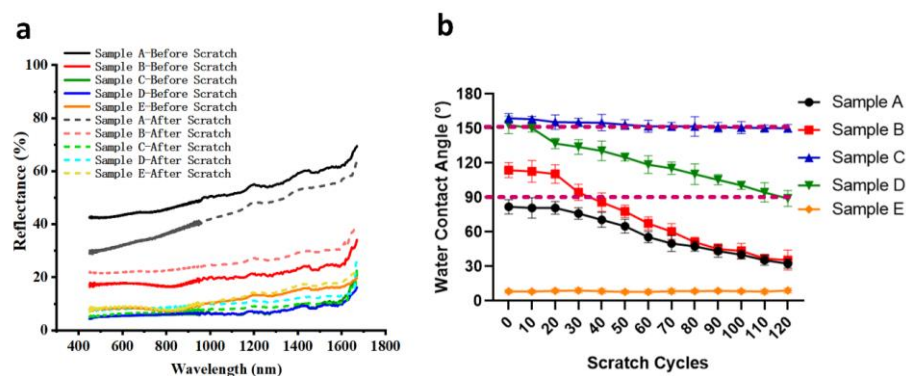 a
Reflectance (%)
100
80
60
40
20
0
Sample A-Before Scratch
Sample B-Before Scratch
Sample C-Before Scratch
Sample D-Before Scratch
Sample E-Before Scratch
Sample A-After Scratch
Sample B-After Scratch
Sample C-After Scratch
Sample D-After Scratch
Sample E-After Scratch
400 600 800 1000 1200 1400 1600 1800
Wavelength (nm)
b
Water Contact Angle (°)
180
150
120
90
60
30
0 10 20 30 40 50 60 70 80 90 100 110 120
Scratch Cycles
Sample A
Sample B
Sample C
Sample D
Sample E